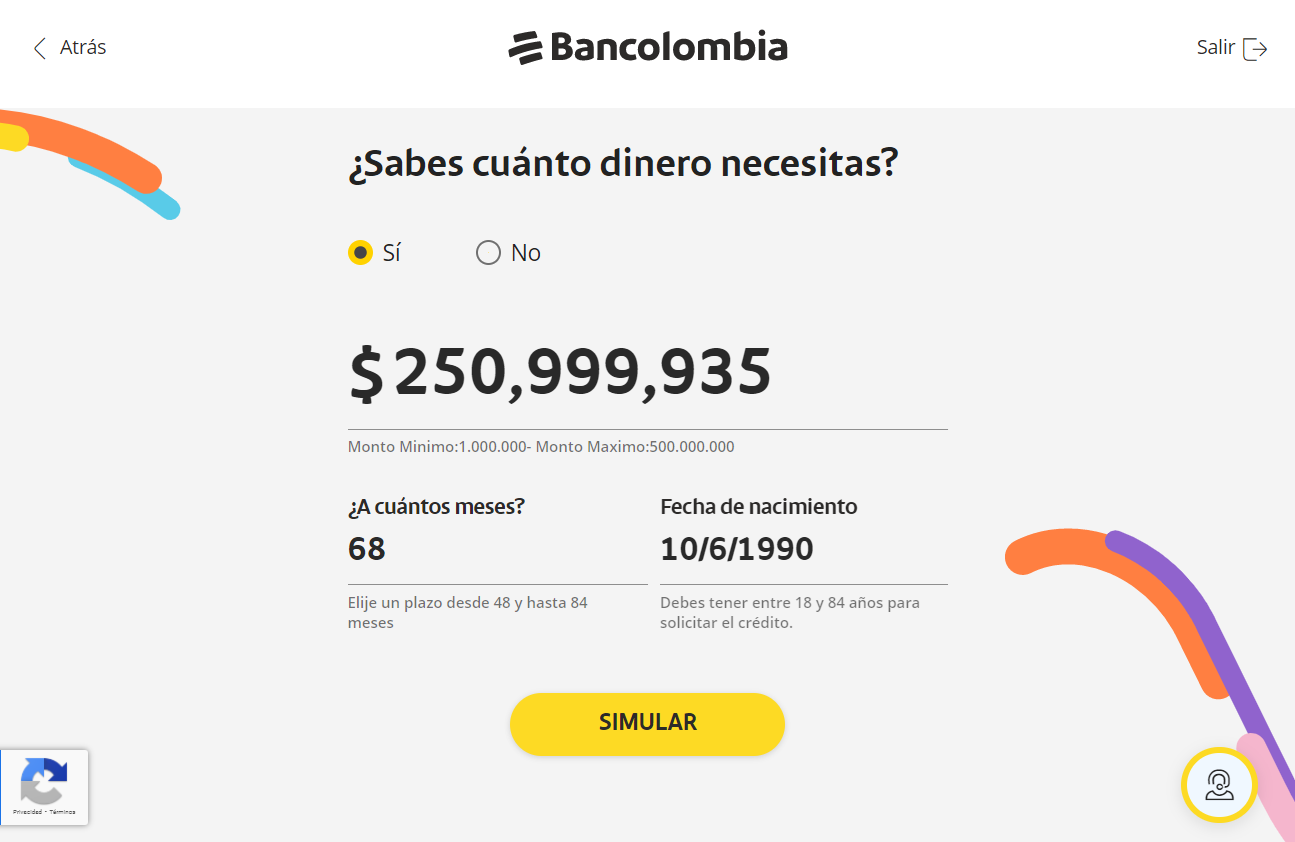 Atrás
Bancolombia
Salir
¿Sabes cuánto dinero necesitas?
Sí
No
$ 250,999,935
Monto Minimo:1.000.000- Monto Maximo:500.000.000
¿A cuántos meses?
Fecha de nacimiento
68
10/6/1990
Elije un plazo desde 48 y hasta 84
meses
Debes tener entre 18 y 84 años para
solicitar el crédito.
SIMULAR
Privacidad - Términos